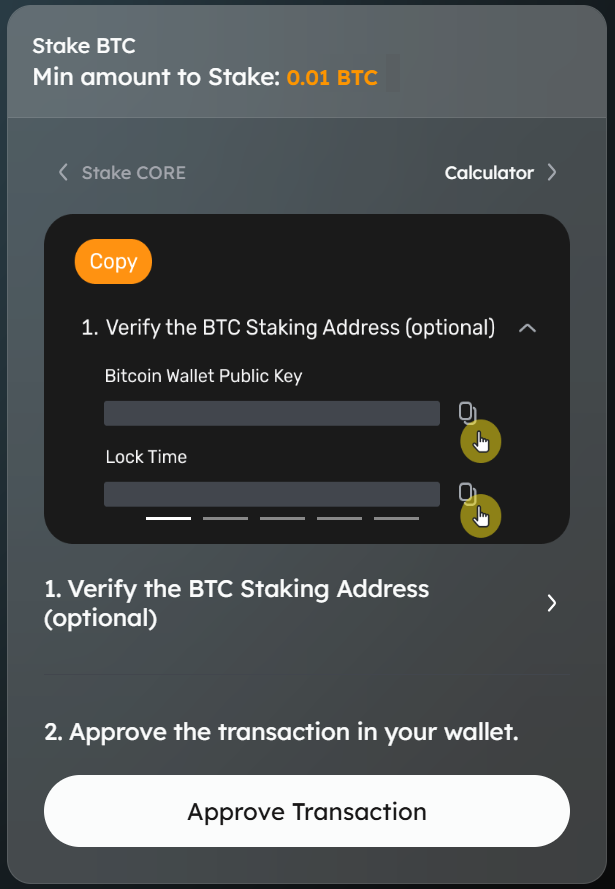 Stake BTC
Min amount to Stake: 0.01 BTC
Stake CORE
Calculator
Copy
1. Verify the BTC Staking Address (optional)
Bitcoin Wallet Public Key
Lock Time
1. Verify the BTC Staking Address
(optional)
2. Approve the transaction in your wallet.
Approve Transaction